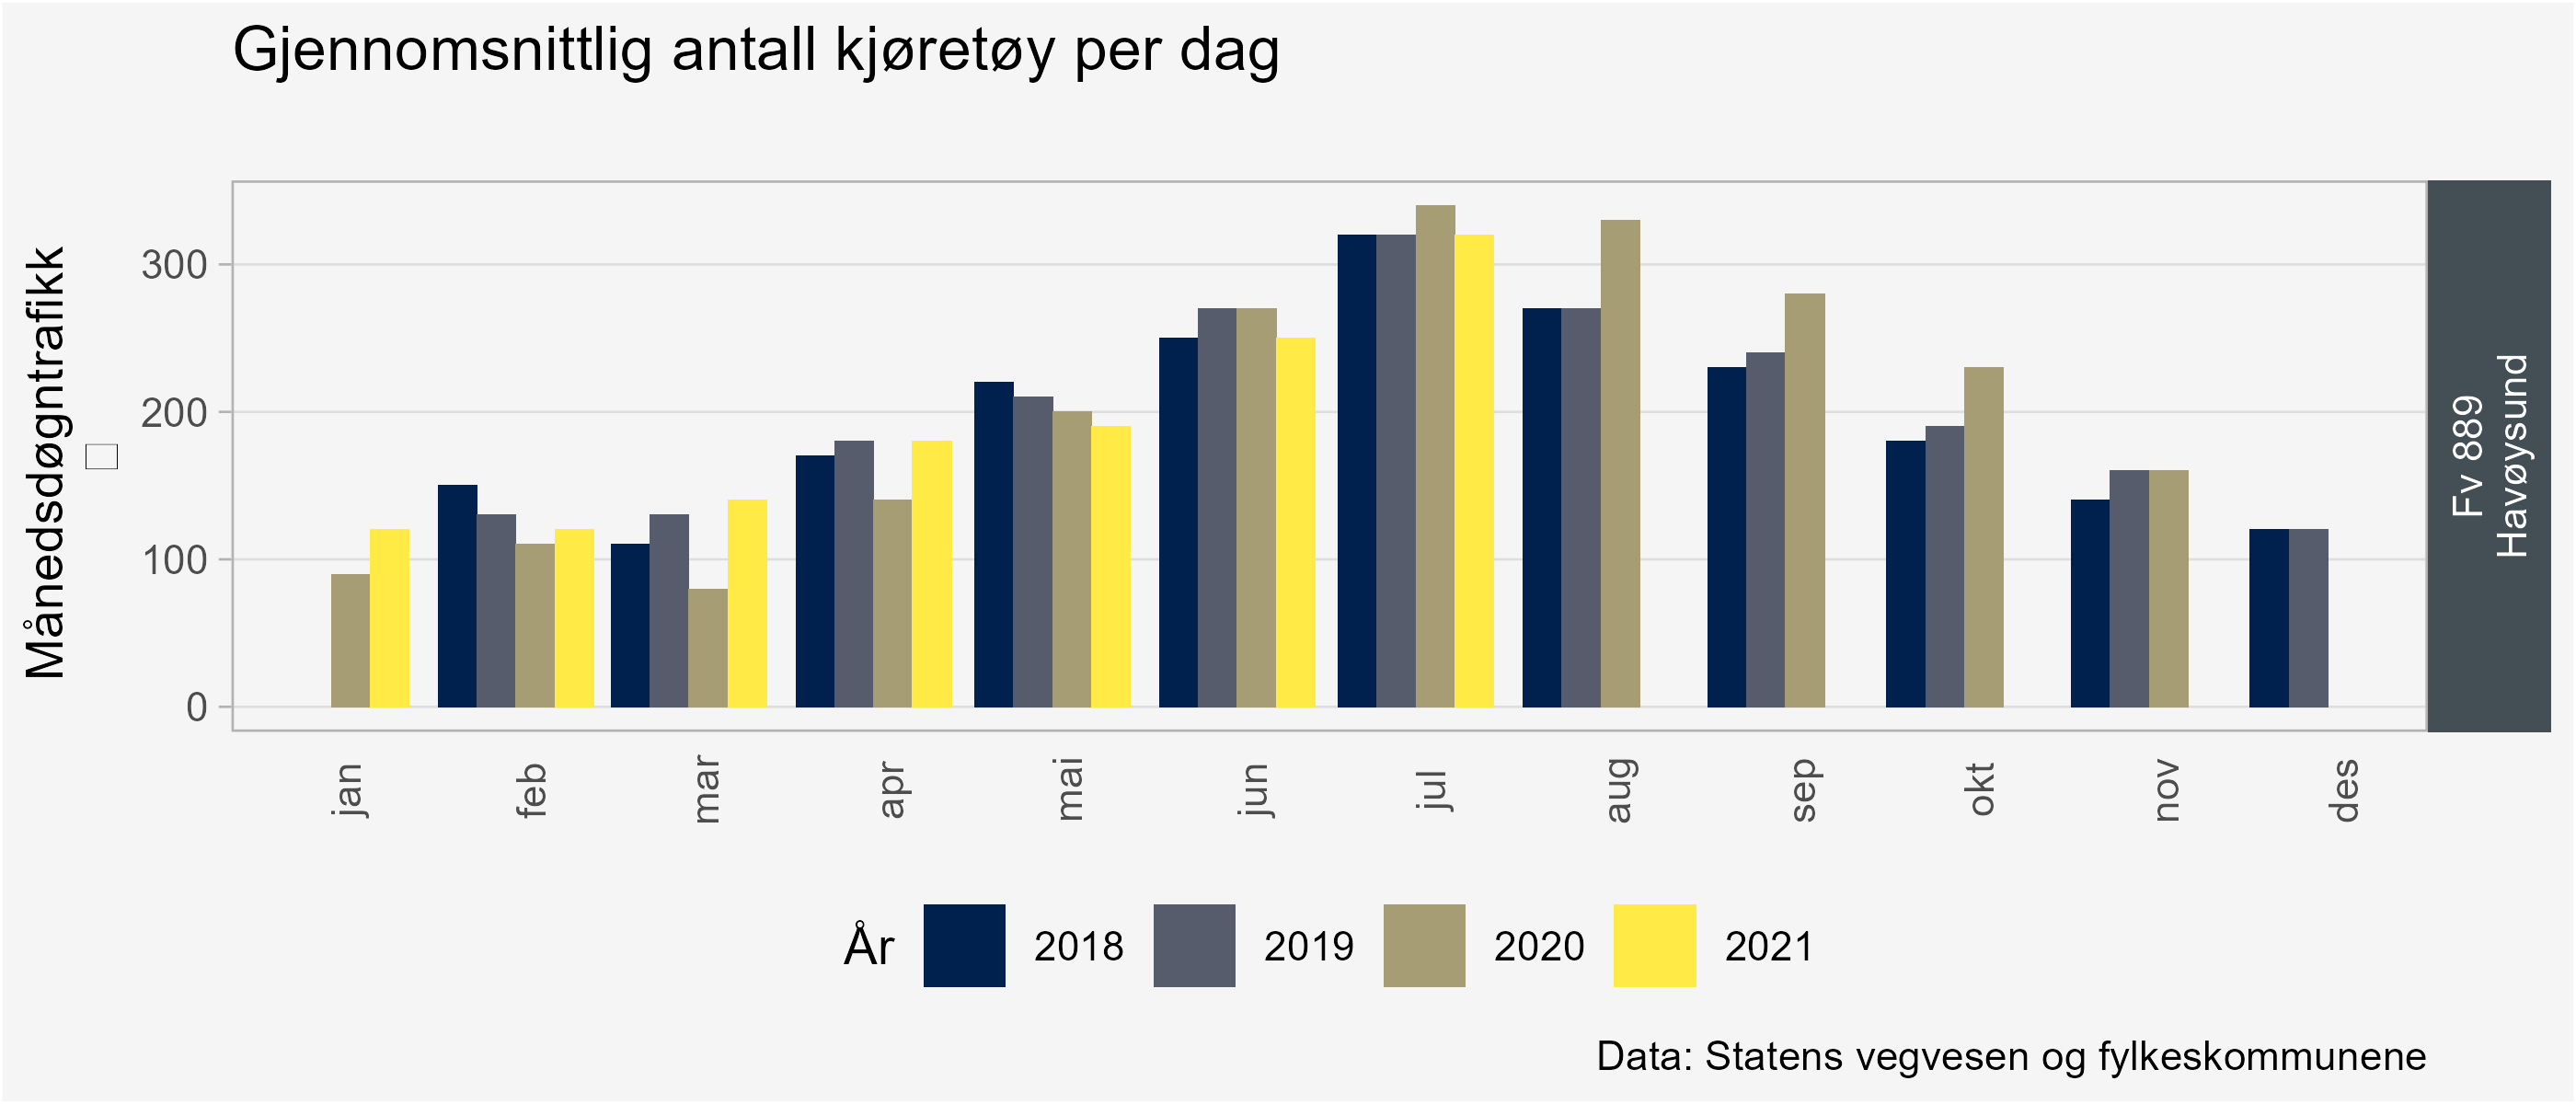 Gjennomsnittlig antall kjøretøy per dag
Månedsdøgntrafikk
300
200
100
0
jan
feb
mar
apr
mai
jun
jul
aug
sep
okt
nov
des
Fv 889
Havøysund
År
2018
2019
2020
2021
Data: Statens vegvesen og fylkeskommunene